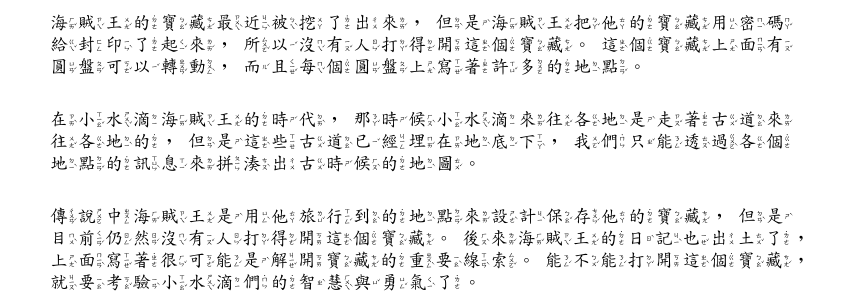 海賊王的寶藏最近被挖了出來，但是海賊王把他的寶藏用密碼
給封印了起來，所以沒有人打得開這個寶藏。這個寶藏上面有
圓盤可以轉動，而且每個圓盤上寫著許多的地點。
在小水滴海賊王的時代，那時候小水滴來往各地是走著古道來
往各地的，但是這些古道已經埋在地底下，我們只能透過各個
地點的訊息來拼湊出古時候的地圖。
傳說中海賊王是用他旅行到的地點來設計保存他的寶藏，但是
目前仍然沒有人打得開這個寶藏。後來海賊王的日記也出土了，
上面寫著很可能是解開寶藏的重要線索。能不能打開這個寶藏，
就要考驗小水滴們的智慧與勇氣了。